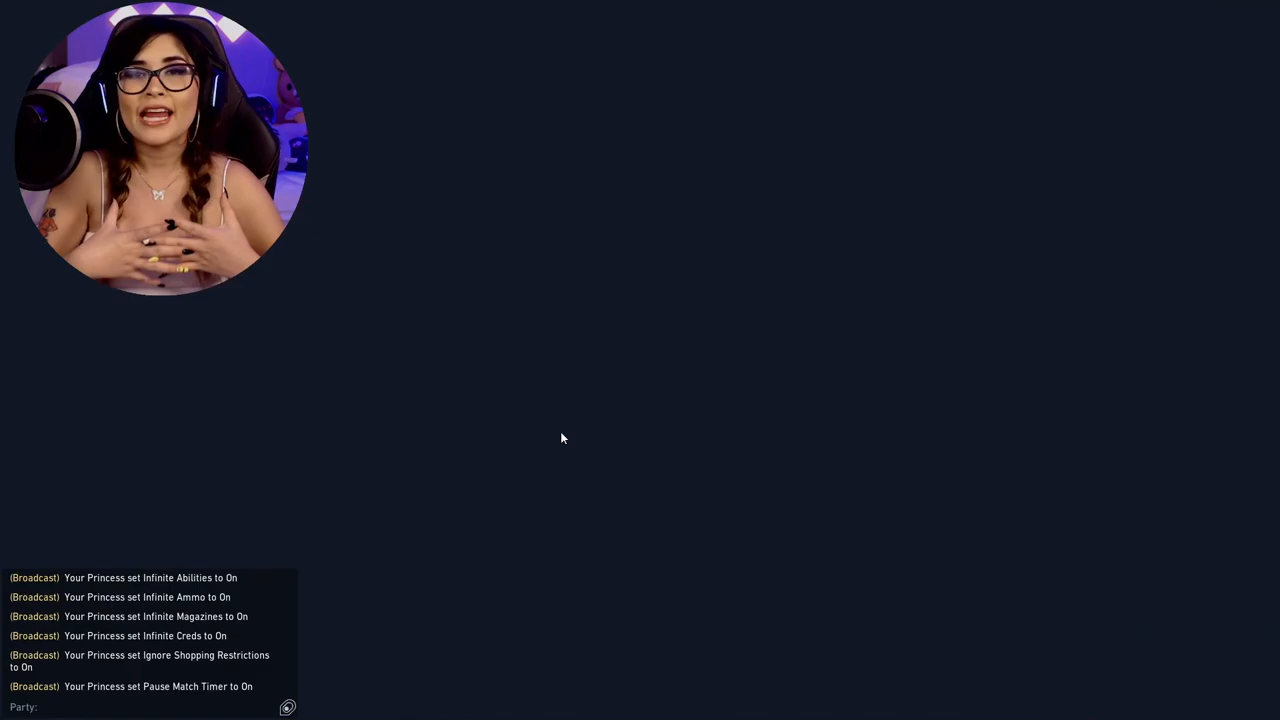 (Broadcast) Your Princess set Infinite Abilities to On
(Broadcast) Your Princess set Infinite Ammo to On
(Broadcast) Your Princess set Infinite Magazines to On
(Broadcast) Your Princess set Infinite Creds to On
(Broadcast) Your Princess set Ignore Shopping Restrictions
to On
(Broadcast) Your Princess set Pause Match Timer to On
Party: